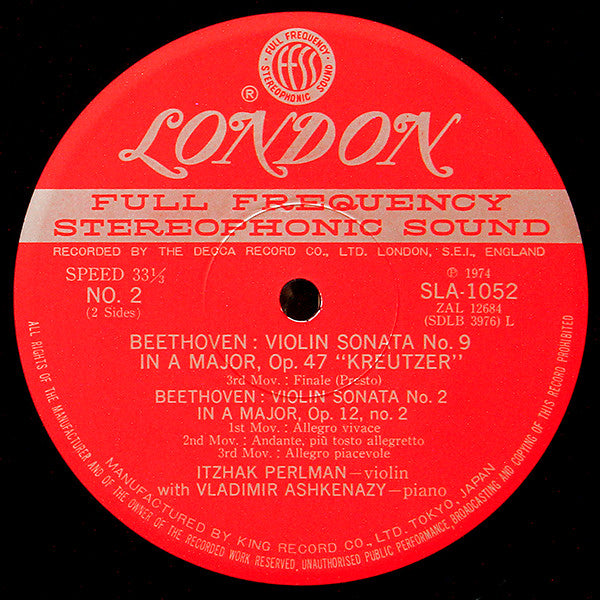 FULL FREQUENCY
FFSS
STEREOPHONIC SOUND
®
LONDON
FULL FREQUENCY
STEREOPHONIC SOUND
RECORDED BY THE DECCA RECORD CO., LTD. LONDON, S.E.I., ENGLAND
SPEED 33⅓
NO. 2
(2 Sides)
℗ 1974
SLA-1052
ZAL 12684
(SDLB 3976) L
BEETHOVEN : VIOLIN SONATA No. 9
IN A MAJOR, Op. 47 “KREUTZER”
3rd Mov. : Finale (Presto)
BEETHOVEN : VIOLIN SONATA No. 2
IN A MAJOR, Op. 12, no. 2
1st Mov. : Allegro vivace
2nd Mov. : Andante, più tosto allegretto
3rd Mov. : Allegro piacevole
ITZHAK PERLMAN—violin
with VLADIMIR ASHKENAZY—piano
MANUFACTURED BY KING RECORD CO., LTD. TOKYO, JAPAN
ALL RIGHTS OF THE MANUFACTURERS AND OF THE OWNER OF THE RECORDED WORK RESERVED, UNAUTHORISED PUBLIC PERFORMANCE, BROADCASTING AND COPYING OF THIS RECORD PROHIBITED